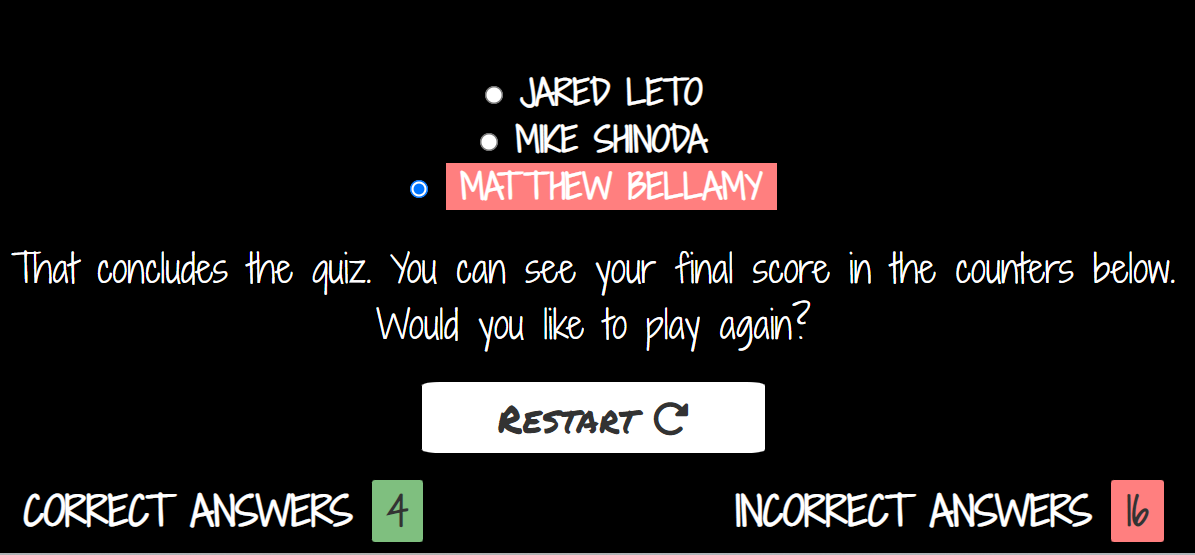 JARED LETO
MIKE SHINODA
MATTHEW BELLAMY
That concludes the quiz. You can see your final score in the counters below.
Would you like to play again?
RESTART
CORRECT ANSWERS 4 INCORRECT ANSWERS 16